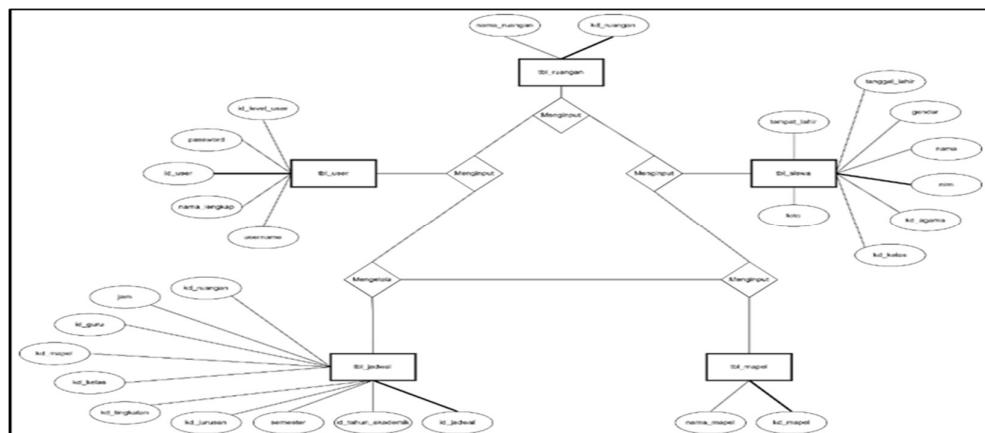 nama_ruangan
kd_ruangan
tbl_ruangan
Menginput
tanggal_lahir
id_level_user
tempat_lahir
gender
password
nama
id_user
tbl_user
Menginput
Menginput
tbl_siswa
nim
nama_lengkap
foto
kd_agama
username
kd_kelas
Mengelola
Menginput
kd_ruangan
jam
id_guru
kd_mapel
tbl_jadwal
tbl_mapel
kd_kelas
kd_tingkatan
kd_jurusan
semester
id_tahun_akademik
id_jadwal
nama_mapel
kd_mapel